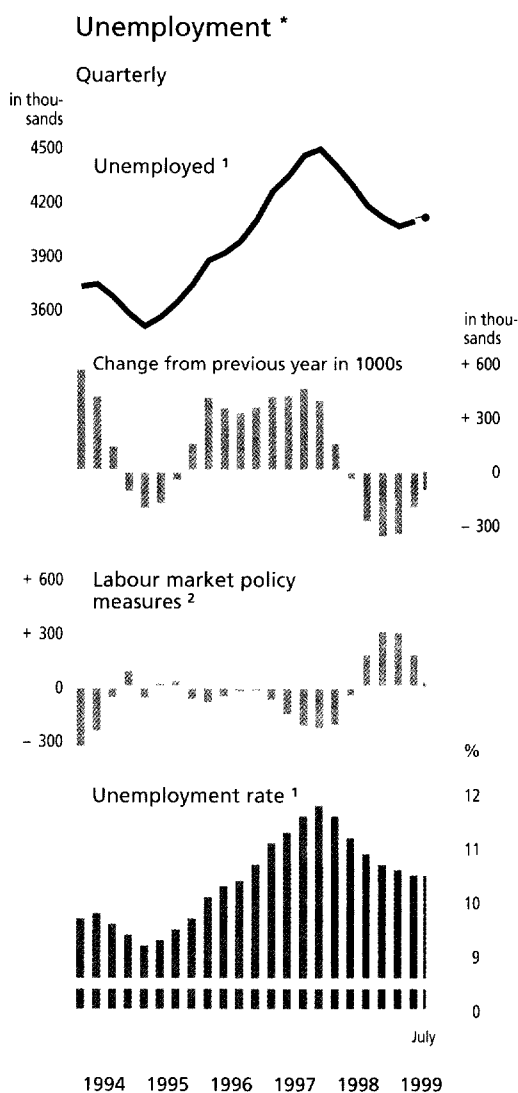 Unemployment *
Quarterly
in thou-
sands
4500
Unemployed ¹
4200
3900
3600
in thou-
sands
Change from previous year in 1000s
+ 600
+ 300
0
− 300
+ 600
Labour market policy
measures ²
+ 300
0
− 300
%
Unemployment rate ¹
12
11
10
9
0
July
1994 1995 1996 1997 1998 1999